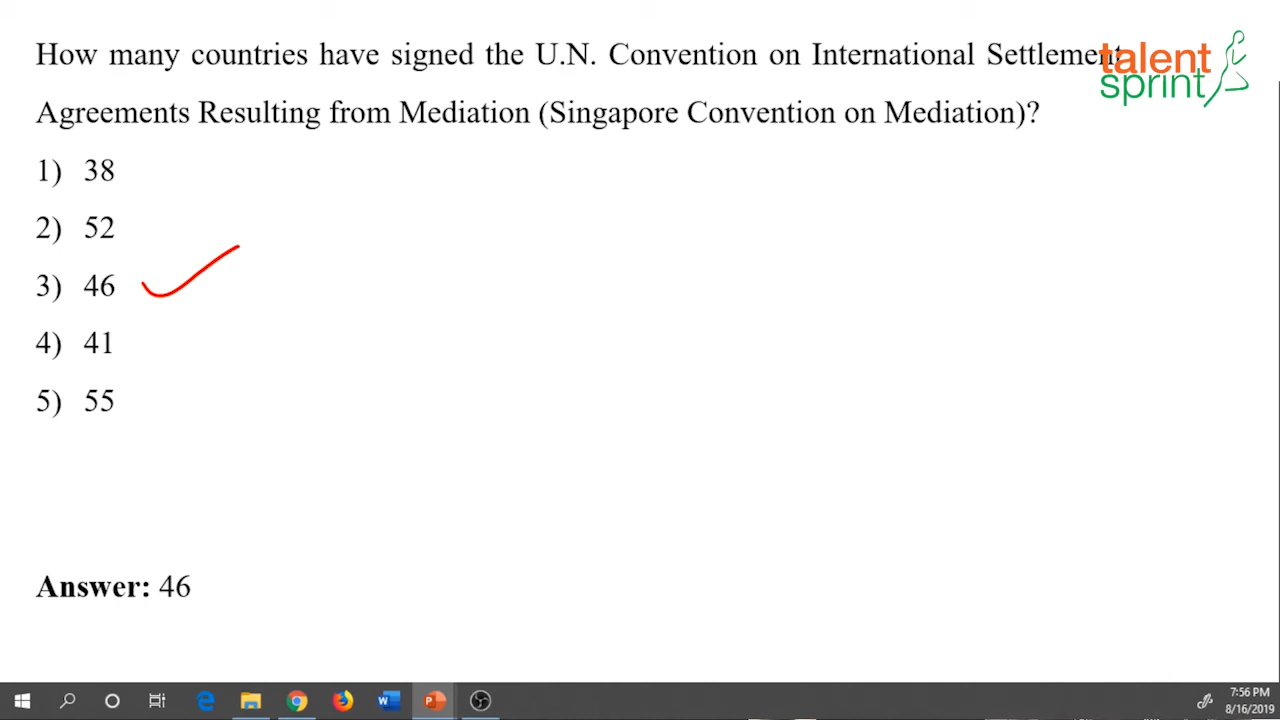 How many countries have signed the U.N. Convention on International Settlement
Agreements Resulting from Mediation (Singapore Convention on Mediation)?
talent
sprint
1) 38
2) 52
3) 46
4) 41
5) 55
Answer: 46
7:56 PM
8/16/2019